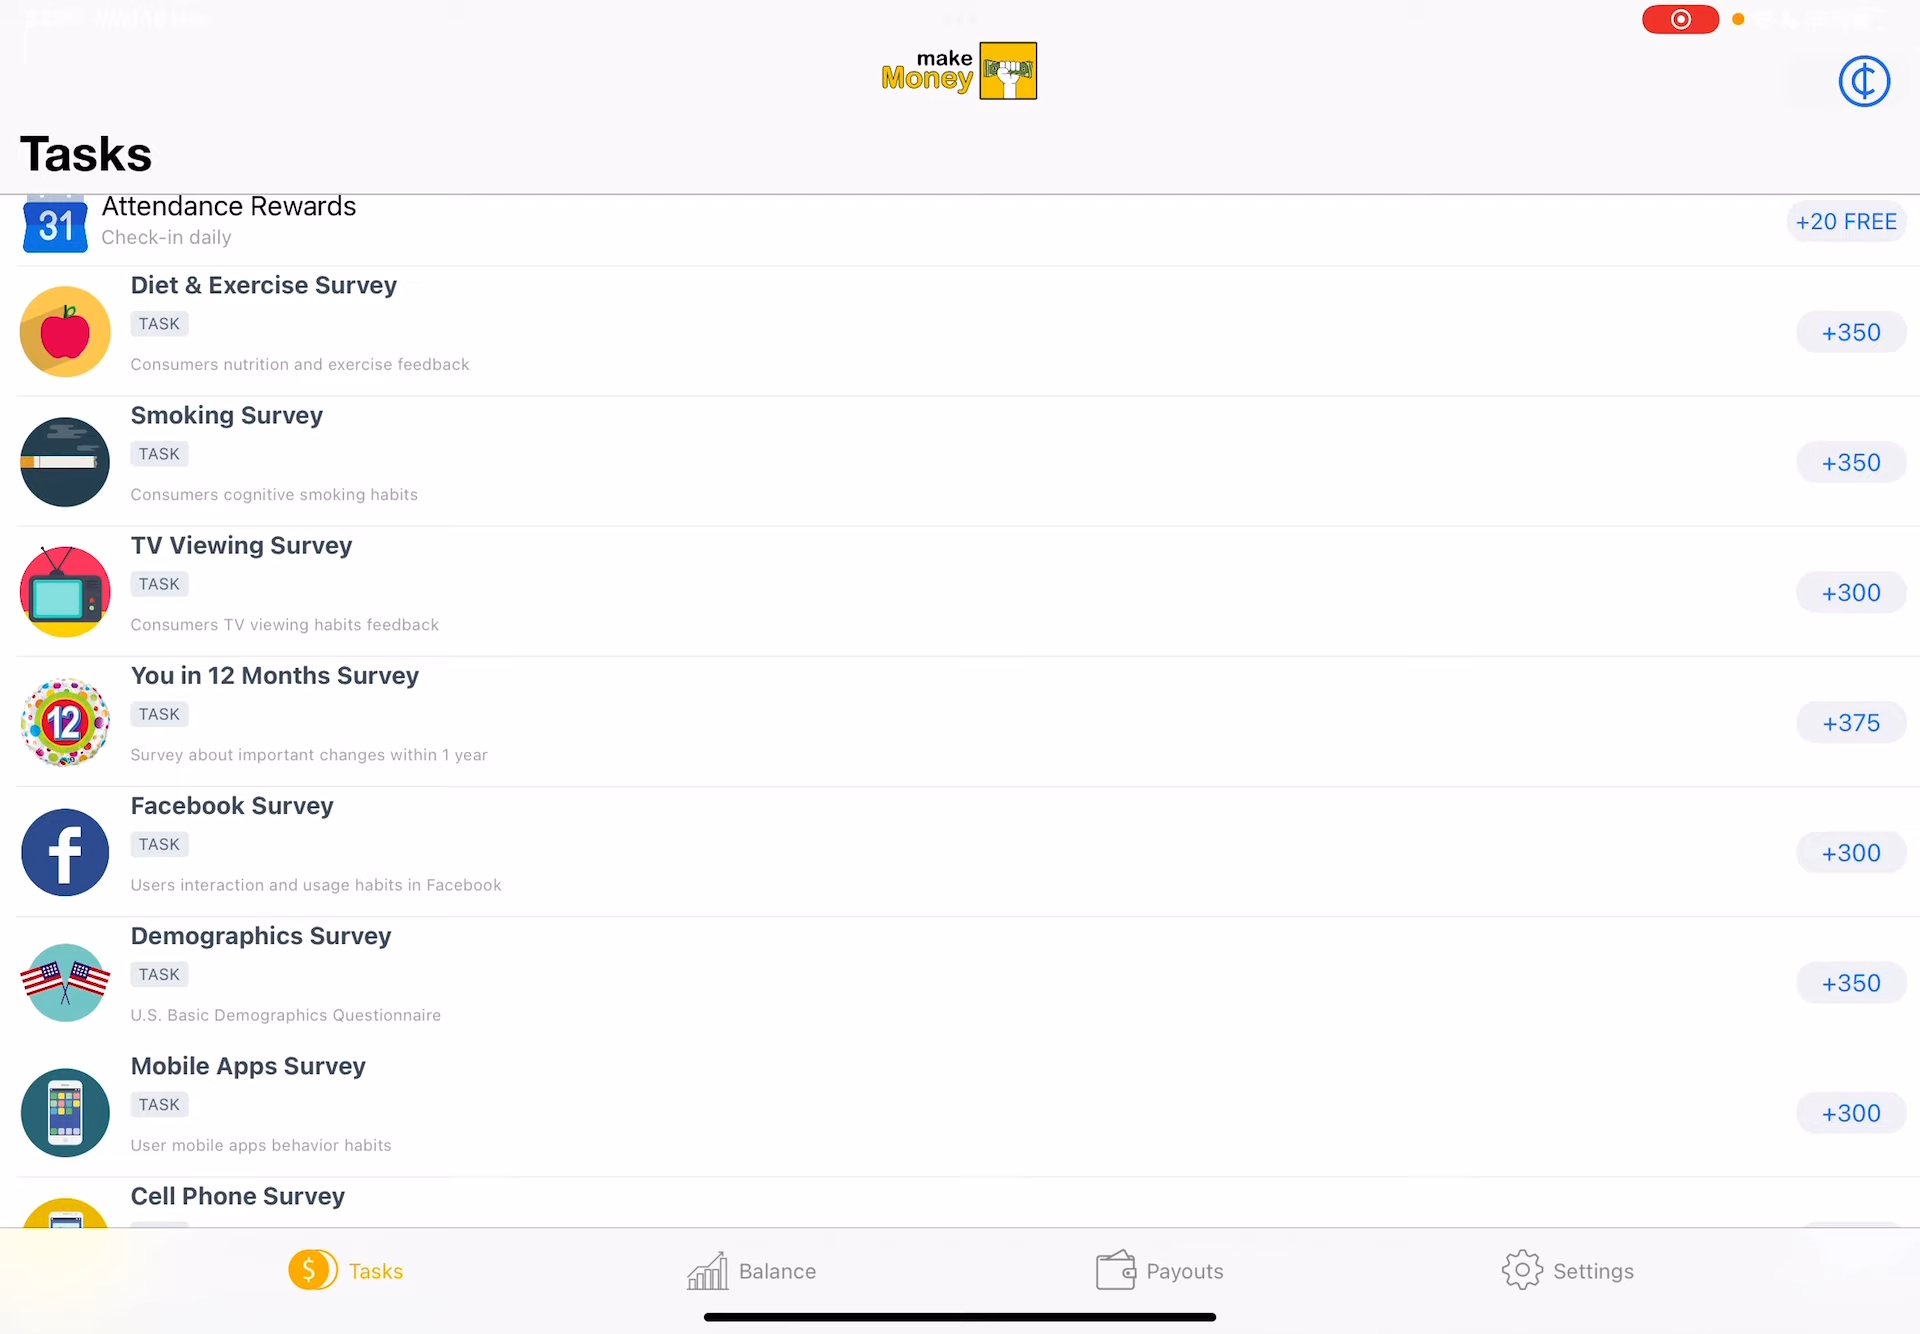 make
Money
Tasks
31
Attendance Rewards
Check-in daily
+20 FREE
Diet & Exercise Survey
TASK
Consumers nutrition and exercise feedback
+350
Smoking Survey
TASK
Consumers cognitive smoking habits
+350
TV Viewing Survey
TASK
Consumers TV viewing habits feedback
+300
12
You in 12 Months Survey
TASK
Survey about important changes within 1 year
+375
Facebook Survey
TASK
Users interaction and usage habits in Facebook
+300
Demographics Survey
TASK
U.S. Basic Demographics Questionnaire
+350
Mobile Apps Survey
TASK
User mobile apps behavior habits
+300
Cell Phone Survey
Tasks
Balance
Payouts
Settings